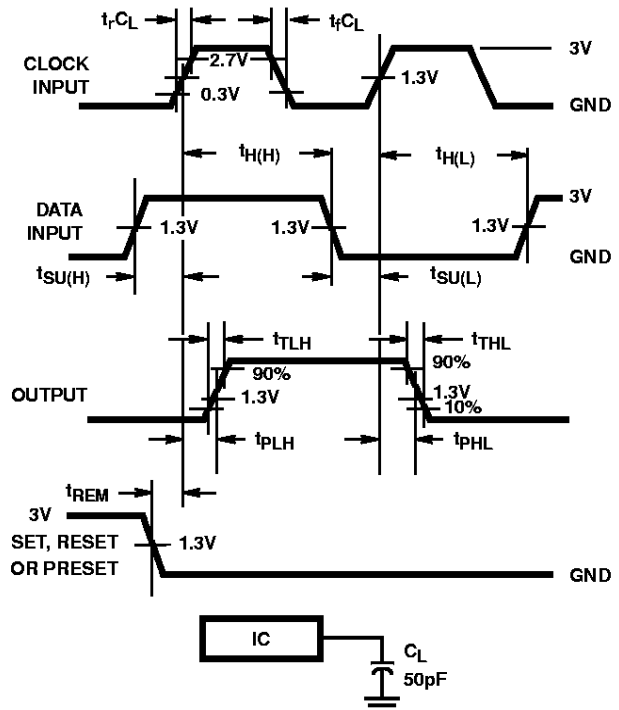 trCL
tfCL
CLOCK
INPUT
2.7V
0.3V
1.3V
3V
GND
tH(H)
tH(L)
DATA
INPUT
1.3V
1.3V
1.3V
3V
GND
tSU(H)
tSU(L)
tTLH
tTHL
OUTPUT
90%
1.3V
90%
1.3V
10%
tPLH
tPHL
tREM
3V
SET, RESET
OR PRESET
1.3V
GND
IC
CL
50pF